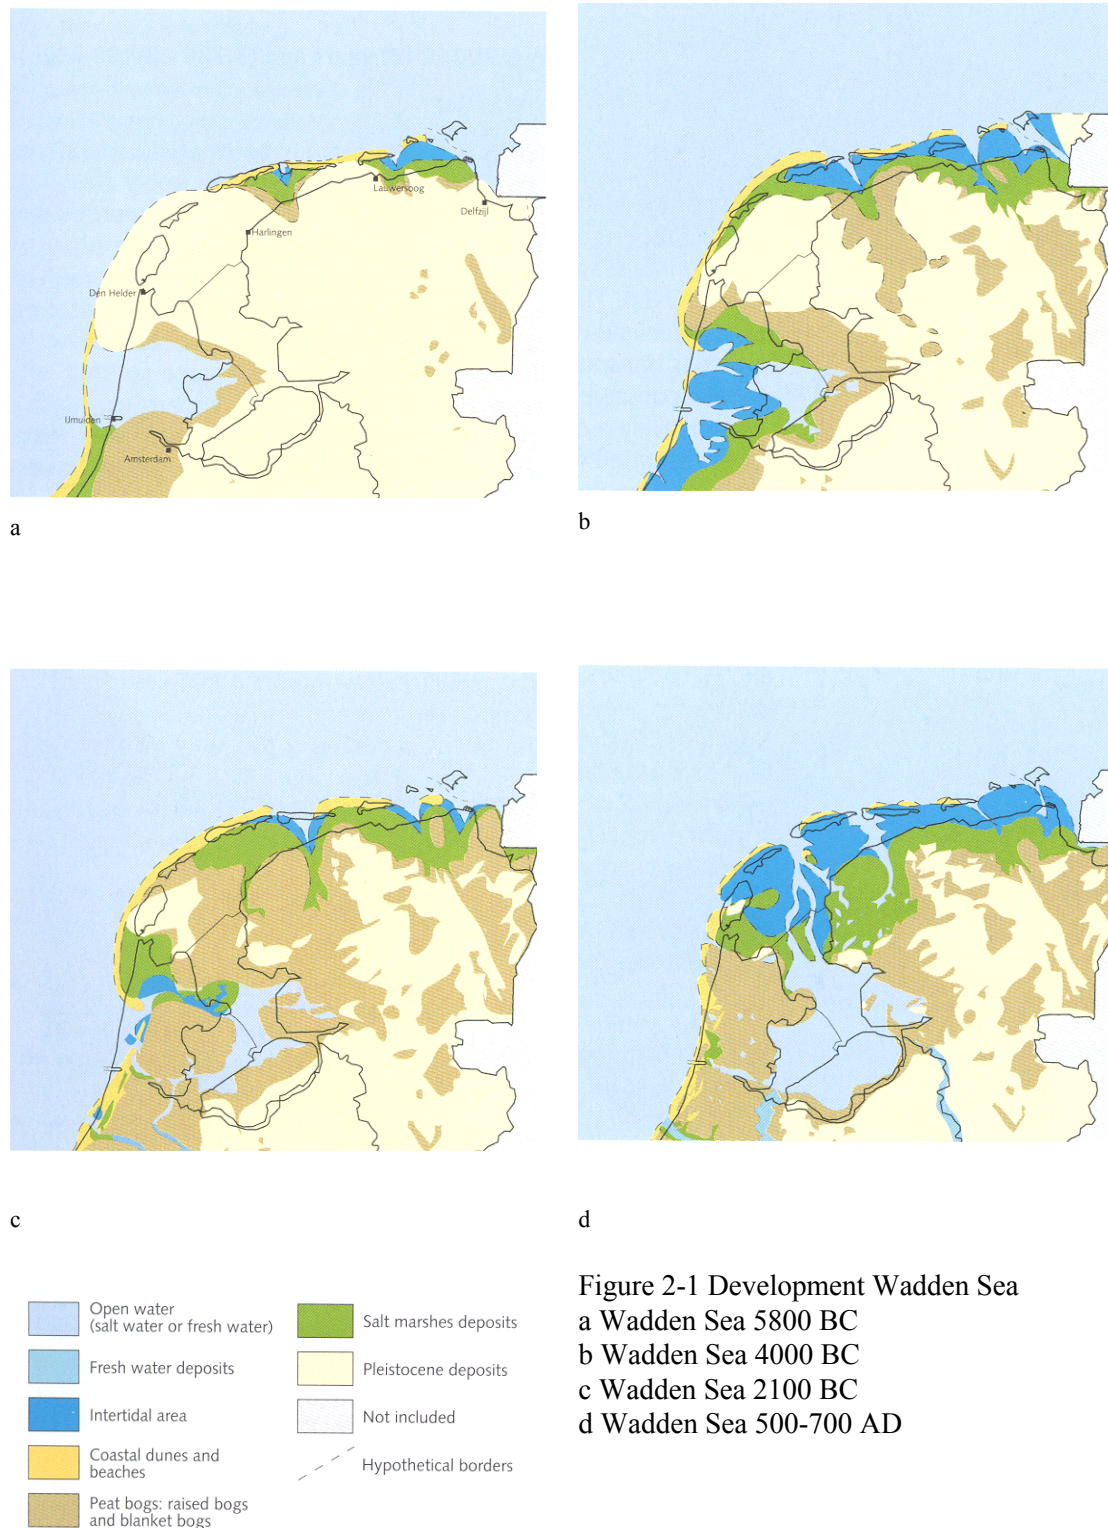 Lauwersoog
Delfzijl
Harlingen
Den Helder
IJmuiden
Amsterdam
a
b
c
d
Open water
(salt water or fresh water)
Fresh water deposits
Intertidal area
Coastal dunes and
beaches
Peat bogs: raised bogs
and blanket bogs
Salt marshes deposits
Pleistocene deposits
Not included
Hypothetical borders
Figure 2-1 Development Wadden Sea
a Wadden Sea 5800 BC
b Wadden Sea 4000 BC
c Wadden Sea 2100 BC
d Wadden Sea 500-700 AD